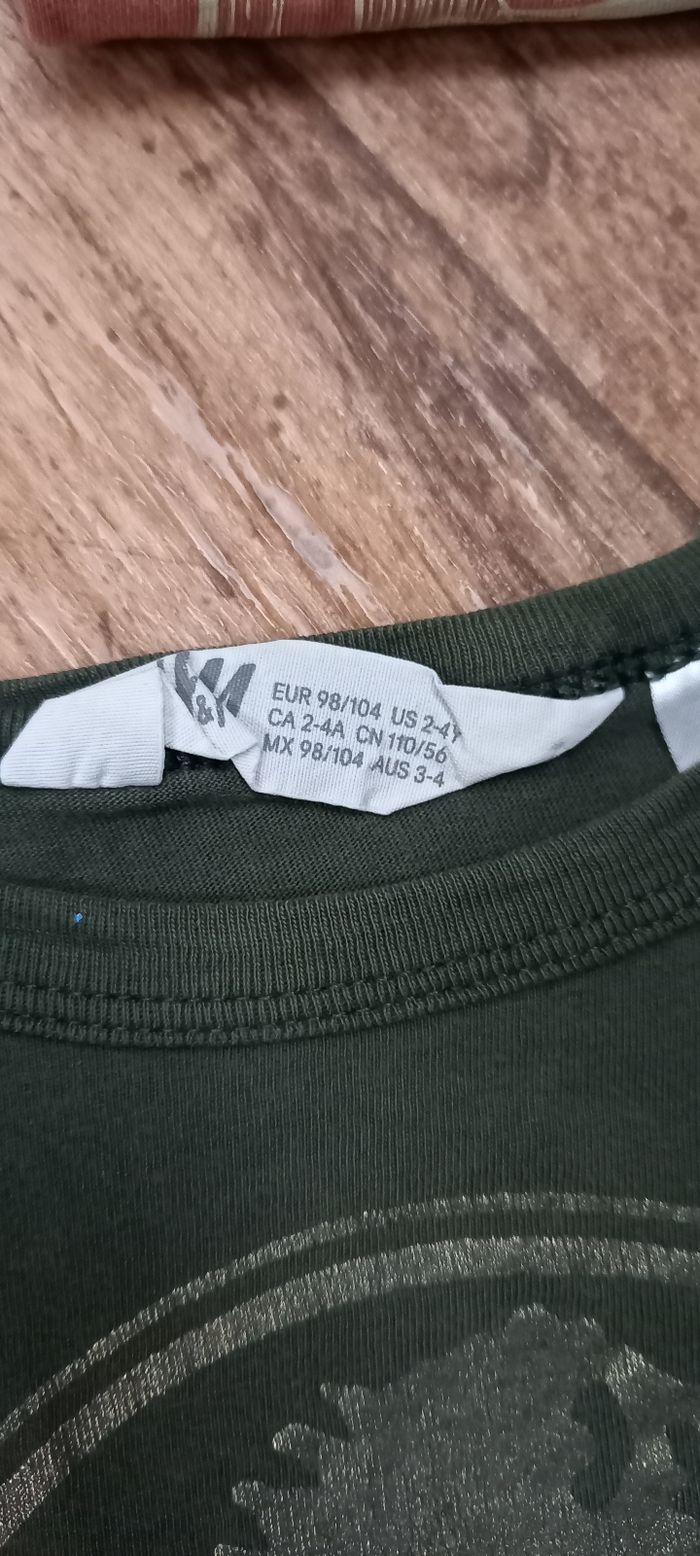 H&M
EUR 98/104 US 2-4Y
CA 2-4A CN 110/56
MX 98/104 AUS 3-4